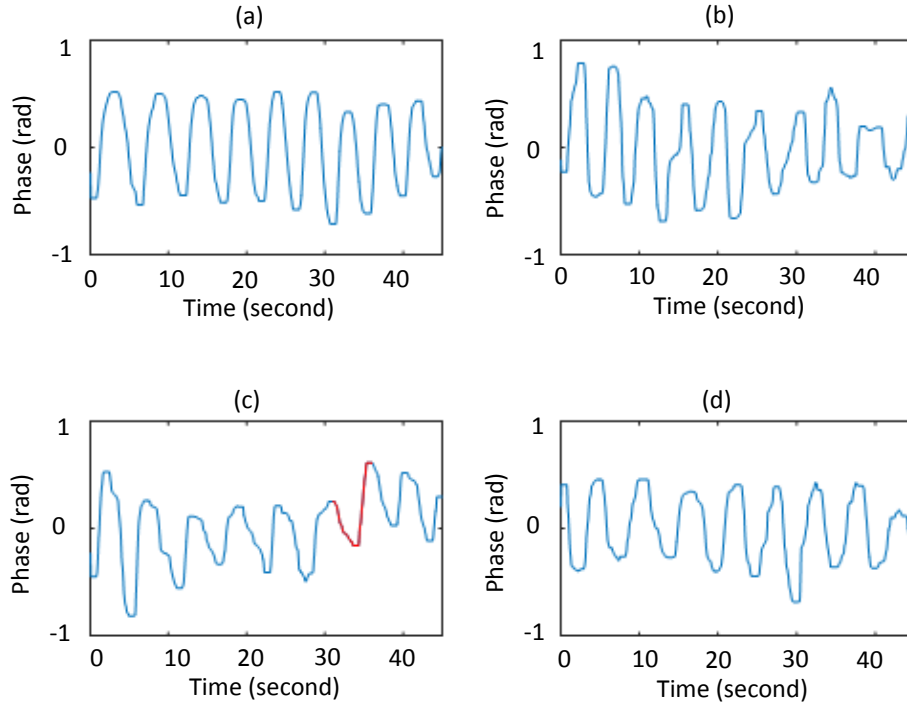 (a)
1
0
-1
Phase (rad)
0 10 20 30 40
Time (second)
(b)
1
0
-1
Phase (rad)
0 10 20 30 40
Time (second)
(c)
1
0
-1
Phase (rad)
0 10 20 30 40
Time (second)
(d)
1
0
-1
Phase (rad)
0 10 20 30 40
Time (second)